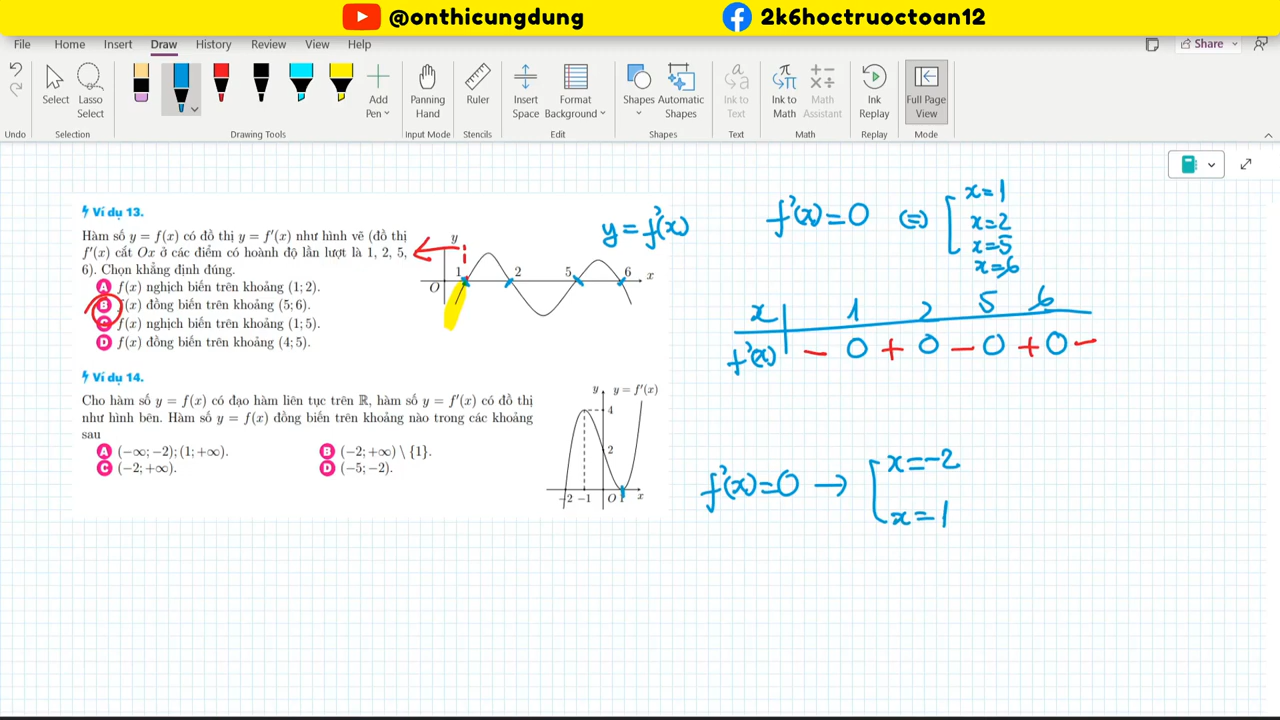 @onthicungdung
2k6hoctructoan12
File Home Insert Draw History Review View Help
Share
Select
Lasso Select
Add Pen
Panning Hand
Ruler
Insert Space
Format Background
Shapes
Automatic Shapes
Ink to Text
Ink to Math
Math Assistant
Ink Replay
Full Page View
Undo
Selection
Drawing Tools
Input Mode
Stencils
Edit
Shapes
Text
Math
Replay
Mode
Ví dụ 13.
Hàm số y = f(x) có đồ thị y = f′(x) như hình vẽ (đồ thị
f′(x) cắt Ox ở các điểm có hoành độ lần lượt là 1, 2, 5,
6). Chọn khẳng định đúng.
A f(x) nghịch biến trên khoảng (1; 2).
B f(x) đồng biến trên khoảng (5; 6).
C f(x) nghịch biến trên khoảng (1; 5).
D f(x) đồng biến trên khoảng (4; 5).
y
1 2 5 6 x
O
y = f'(x)
f'(x)=0 ⇔ x=1
x=2
x=5
x=6
x 1 2 5 6
f'(x) − 0 + 0 − 0 + 0 −
Ví dụ 14.
Cho hàm số y = f(x) có đạo hàm liên tục trên ℝ, hàm số y = f′(x) có đồ thị
như hình bên. Hàm số y = f(x) đồng biến trên khoảng nào trong các khoảng
sau
A (−∞; −2); (1; +∞).
B (−2; +∞) \ {1}.
C (−2; +∞).
D (−5; −2).
y y = f′(x)
4
2
−2 −1 O 1 x
f'(x)=0 → x=−2
x=1